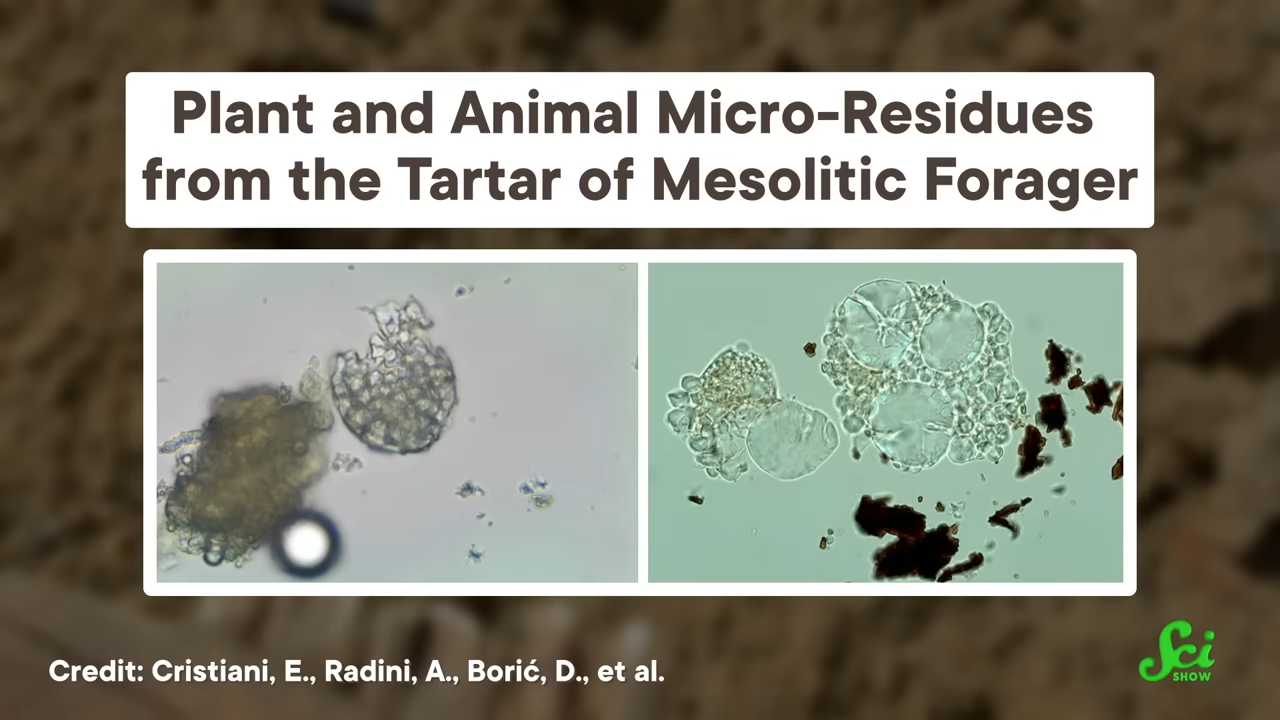 Plant and Animal Micro-Residues
from the Tartar of Mesolitic Forager
Credit: Cristiani, E., Radini, A., Borić, D., et al.
Sci
SHOW